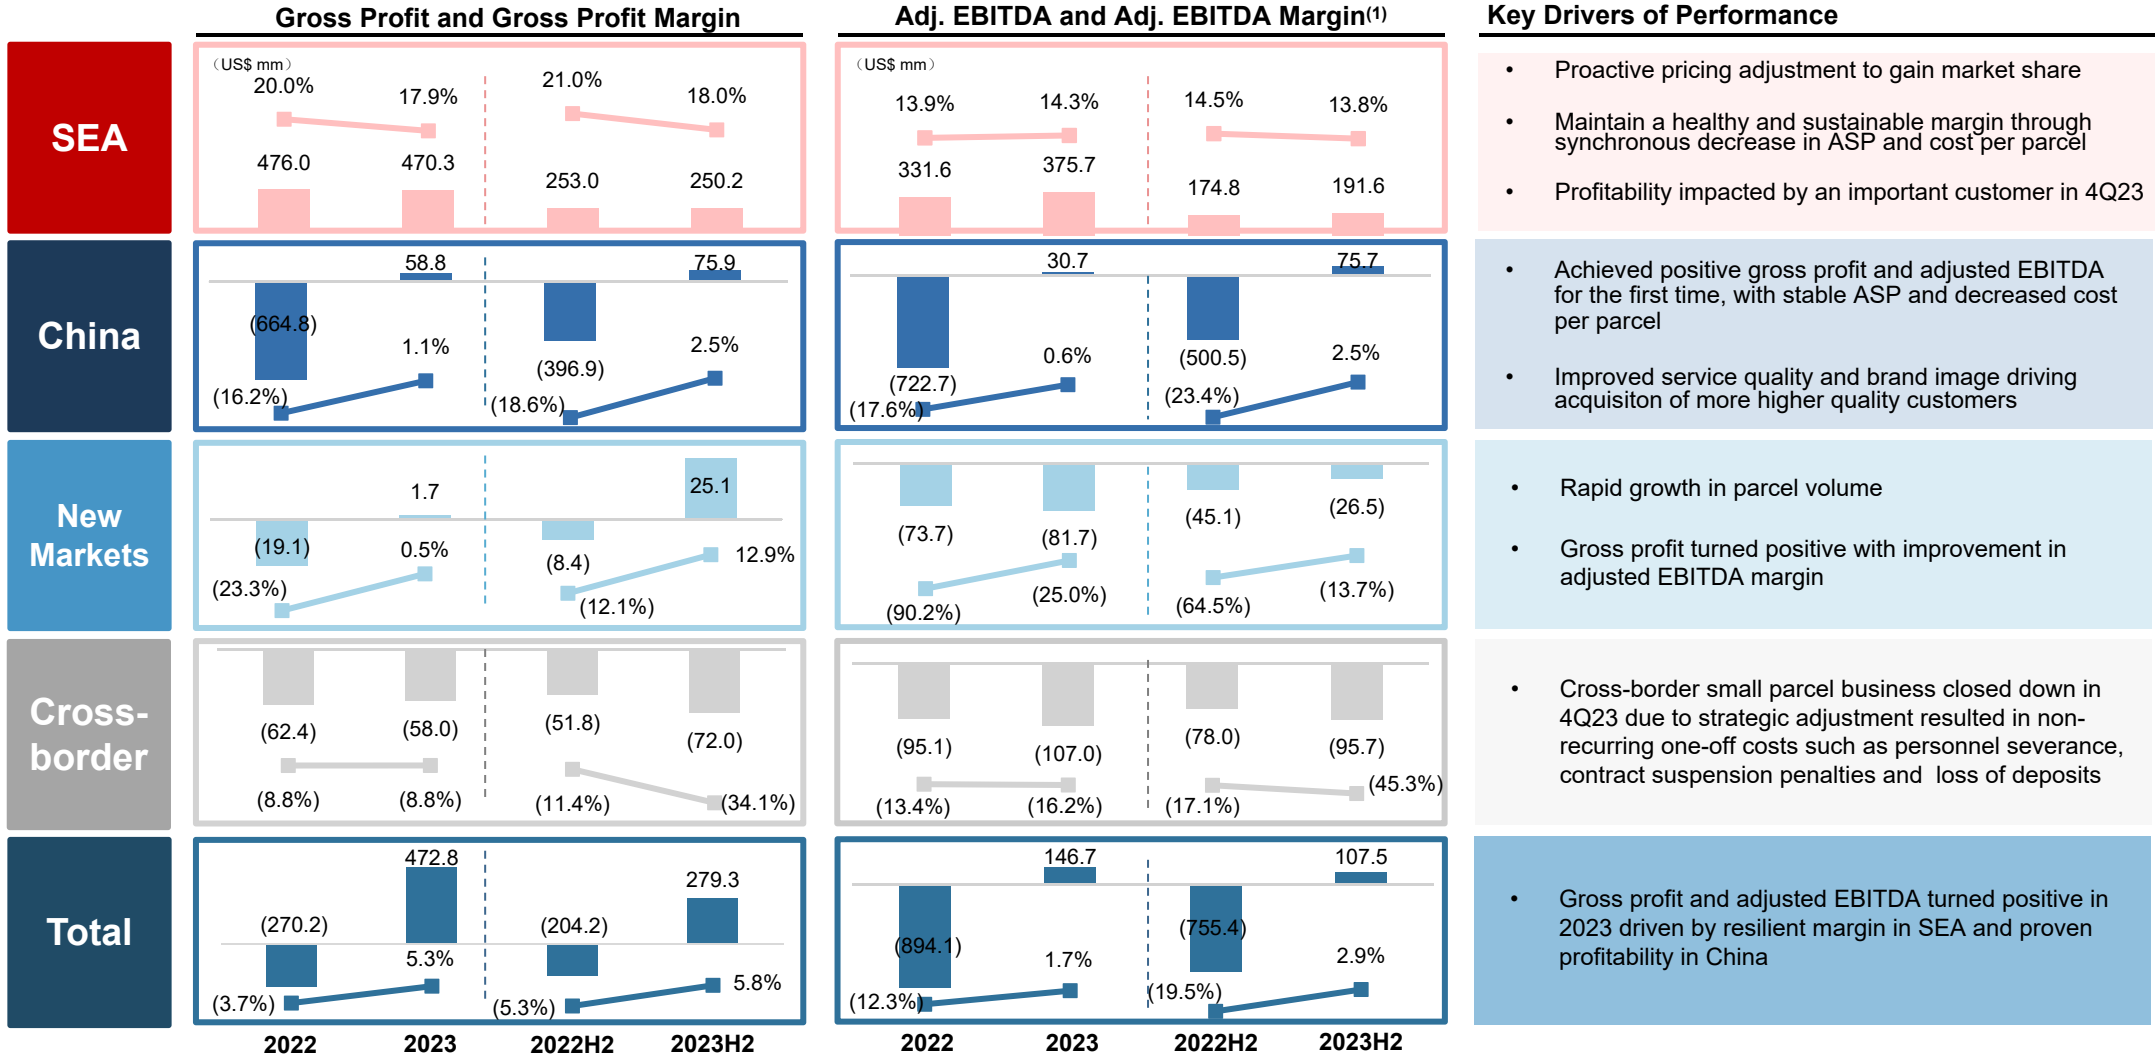 Gross Profit and Gross Profit Margin
Adj. EBITDA and Adj. EBITDA Margin(1)
Key Drivers of Performance
SEA
（US$ mm）
20.0%
17.9%
21.0%
18.0%
476.0
470.3
253.0
250.2
（US$ mm）
13.9%
14.3%
14.5%
13.8%
331.6
375.7
174.8
191.6
• Proactive pricing adjustment to gain market share
• Maintain a healthy and sustainable margin through
synchronous decrease in ASP and cost per parcel
• Profitability impacted by an important customer in 4Q23
China
58.8
75.9
(664.8)
(396.9)
1.1%
2.5%
(16.2%)
(18.6%)
30.7
75.7
(722.7)
(500.5)
0.6%
2.5%
(17.6%)
(23.4%)
• Achieved positive gross profit and adjusted EBITDA
for the first time, with stable ASP and decreased cost
per parcel
• Improved service quality and brand image driving
acquisiton of more higher quality customers
New
Markets
1.7
25.1
(19.1)
(8.4)
0.5%
12.9%
(23.3%)
(12.1%)
(73.7)
(81.7)
(45.1)
(26.5)
(90.2%)
(25.0%)
(64.5%)
(13.7%)
• Rapid growth in parcel volume
• Gross profit turned positive with improvement in
adjusted EBITDA margin
Cross-
border
(62.4)
(58.0)
(51.8)
(72.0)
(8.8%)
(8.8%)
(11.4%)
(34.1%)
(95.1)
(107.0)
(78.0)
(95.7)
(13.4%)
(16.2%)
(17.1%)
(45.3%)
• Cross-border small parcel business closed down in
4Q23 due to strategic adjustment resulted in non-
recurring one-off costs such as personnel severance,
contract suspension penalties and  loss of deposits
Total
472.8
279.3
(270.2)
(204.2)
5.3%
5.8%
(3.7%)
(5.3%)
146.7
107.5
(894.1)
(755.4)
1.7%
2.9%
(12.3%)
(19.5%)
• Gross profit and adjusted EBITDA turned positive in
2023 driven by resilient margin in SEA and proven
profitability in China
2022
2023
2022H2
2023H2
2022
2023
2022H2
2023H2